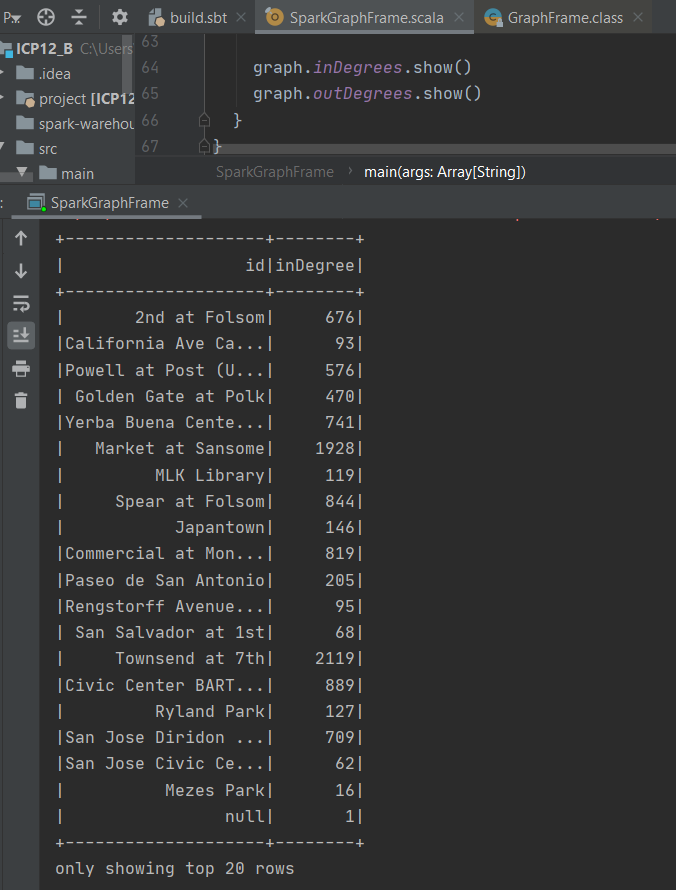 P...
build.sbt
SparkGraphFrame.scala
GraphFrame.class
ICP12_B C:\Users
.idea
project [ICP12
spark-warehou
src
main
63
64 graph.inDegrees.show()
65 graph.outDegrees.show()
66 }
67 }
SparkGraphFrame > main(args: Array[String])
: SparkGraphFrame
+--------------------+--------+
|                  id|inDegree|
+--------------------+--------+
|       2nd at Folsom|     676|
|California Ave Ca...|      93|
|Powell at Post (U...|     576|
| Golden Gate at Polk|     470|
|Yerba Buena Cente...|     741|
|   Market at Sansome|    1928|
|         MLK Library|     119|
|     Spear at Folsom|     844|
|           Japantown|     146|
|Commercial at Mon...|     819|
|Paseo de San Antonio|     205|
|Rengstorff Avenue...|      95|
| San Salvador at 1st|      68|
|     Townsend at 7th|    2119|
|Civic Center BART...|     889|
|         Ryland Park|     127|
|San Jose Diridon ...|     709|
|San Jose Civic Ce...|      62|
|          Mezes Park|      16|
|                null|       1|
+--------------------+--------+
only showing top 20 rows